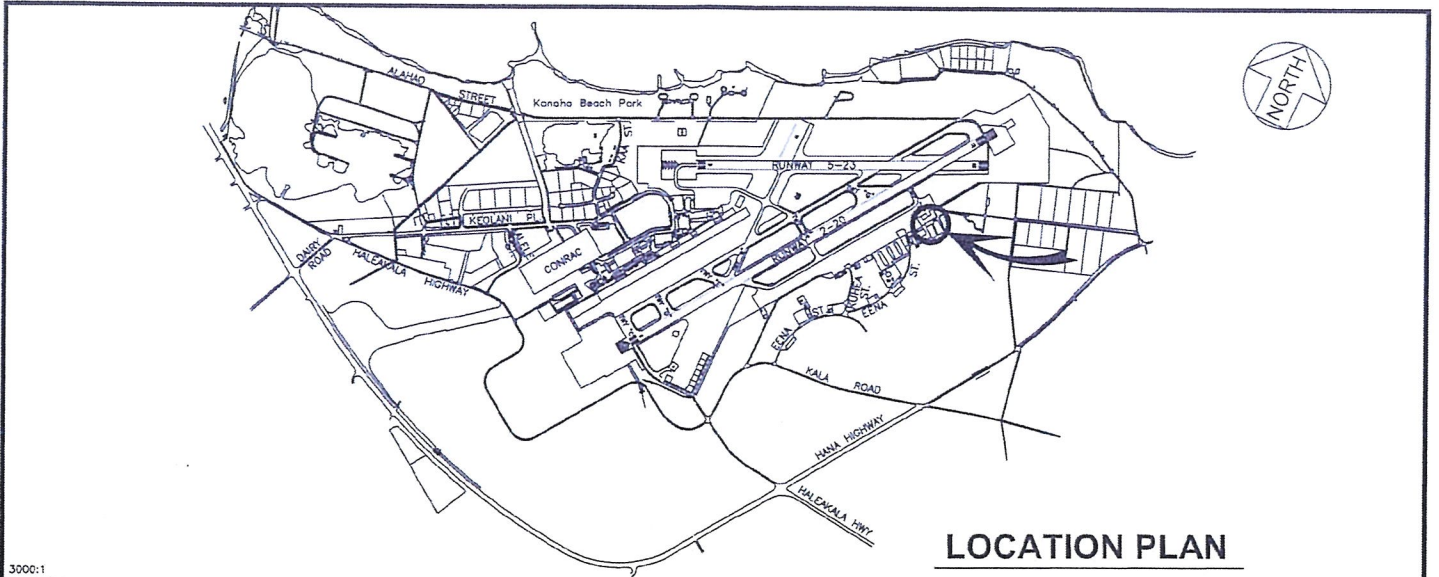 ALAHAO
STREET
Kanaha Beach Park
KAA ST.
NORTH
RUNWAY 5-23
KEOLANI PL.
DAIRY
ROAD
HALEAKALA
HIGHWAY
CONRAC
RUNWAY 2-20
ST.
EENA
EENA
ST.
ST.
KALA ROAD
HANA HIGHWAY
HALEAKALA HWY
LOCATION PLAN
3000:1